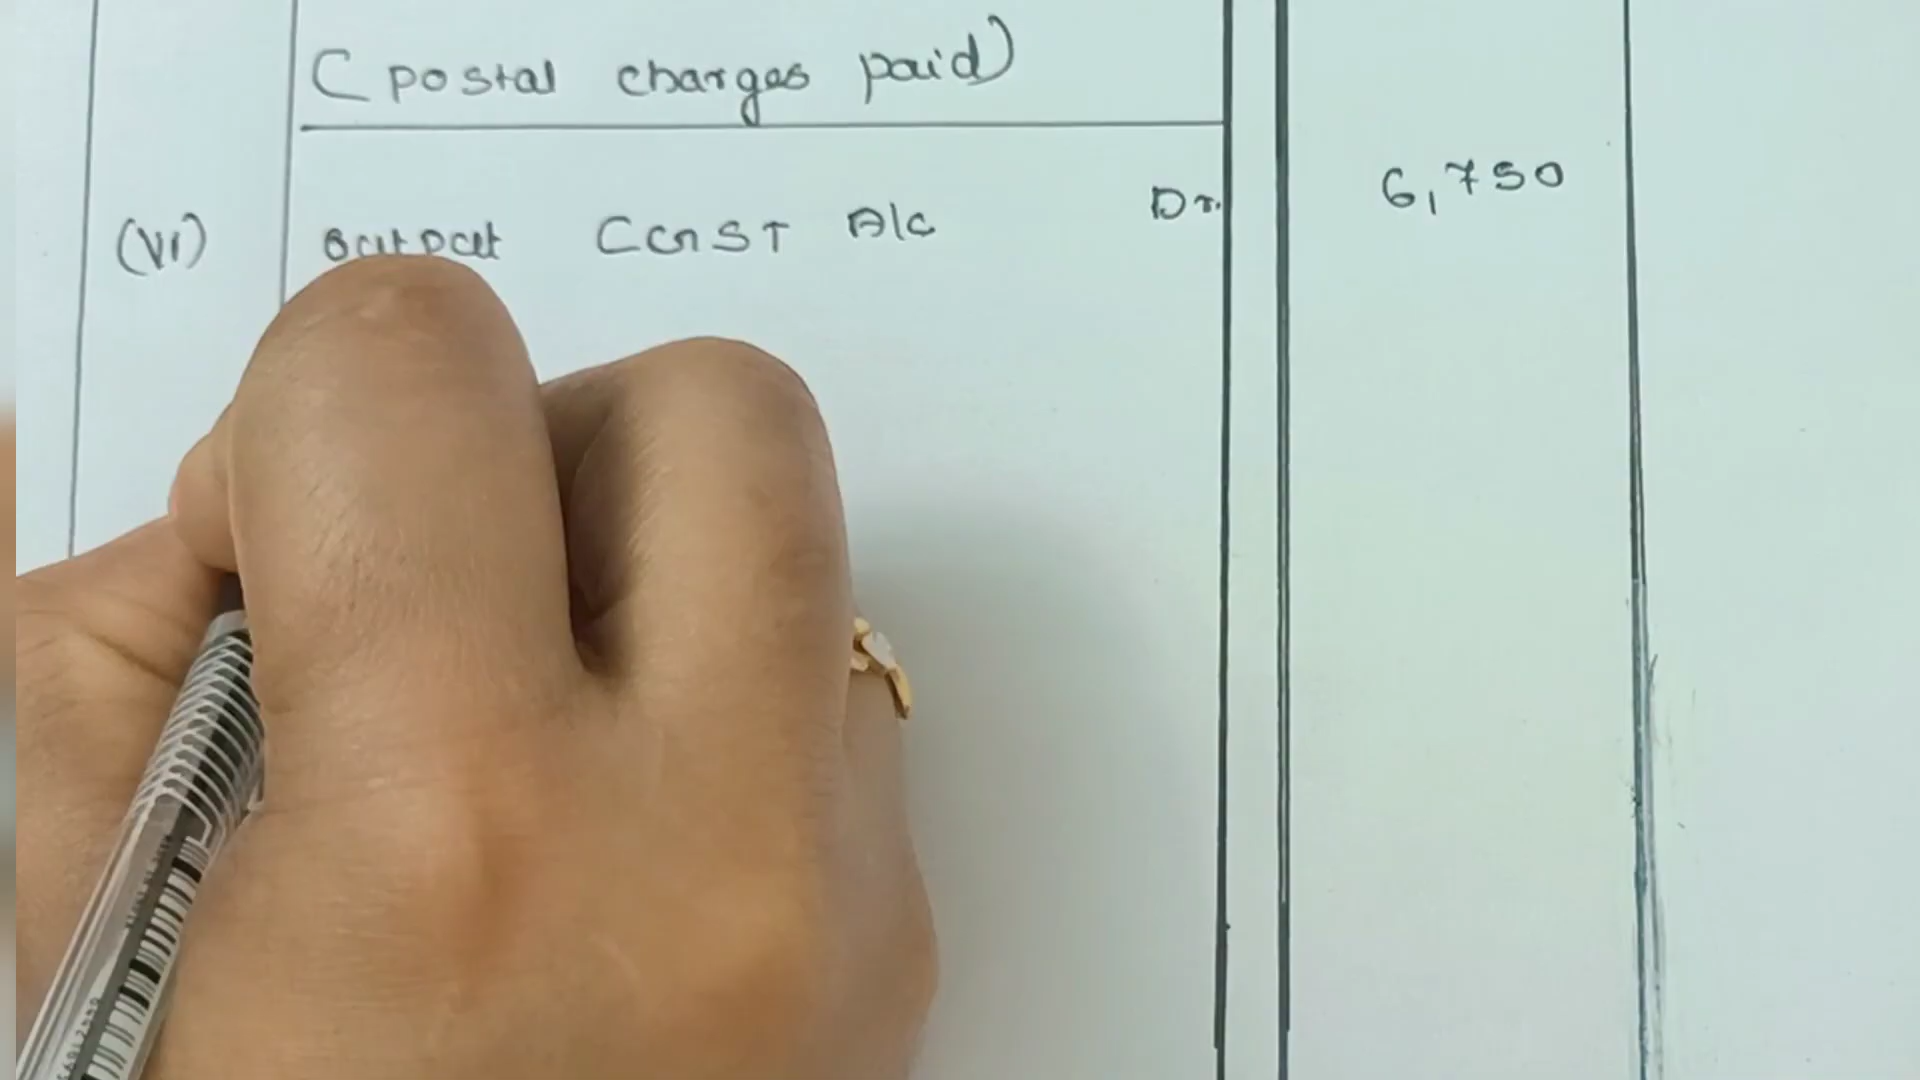 (postal charges paid)
(VI) output CGST A/c Dr. 6,750